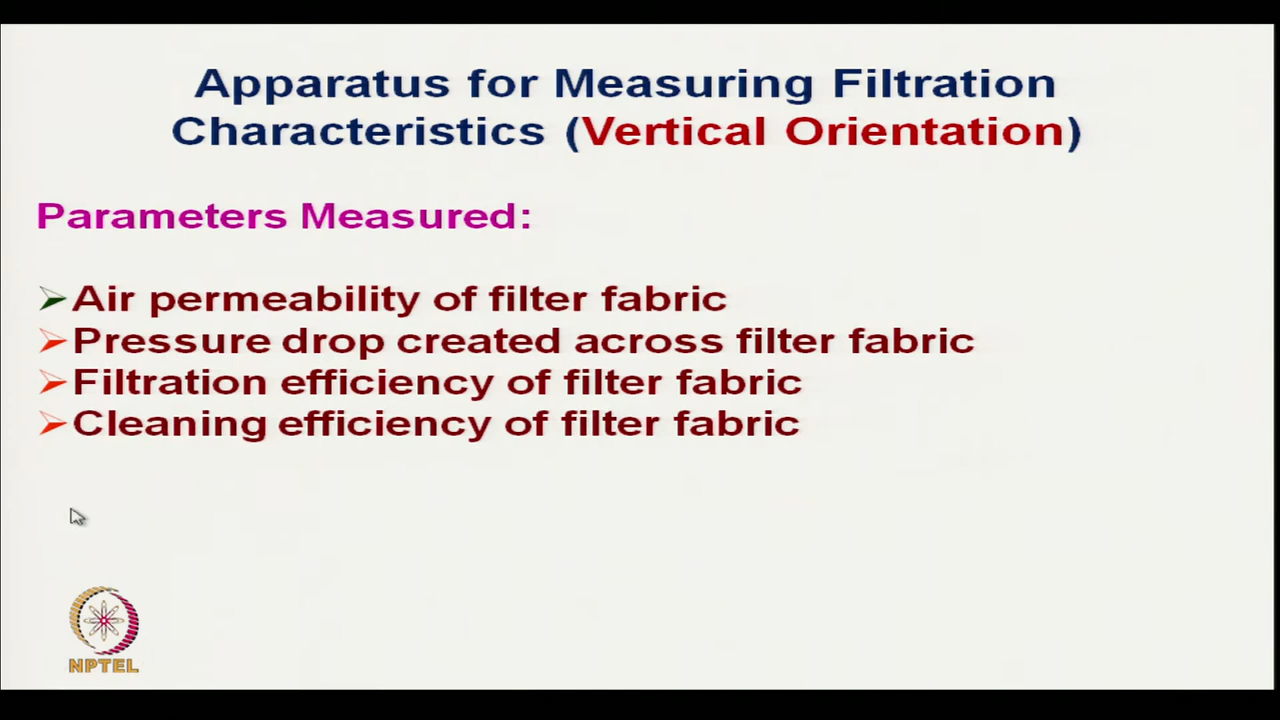 Apparatus for Measuring Filtration
Characteristics (Vertical Orientation)
Parameters Measured:
Air permeability of filter fabric
Pressure drop created across filter fabric
Filtration efficiency of filter fabric
Cleaning efficiency of filter fabric
NPTEL